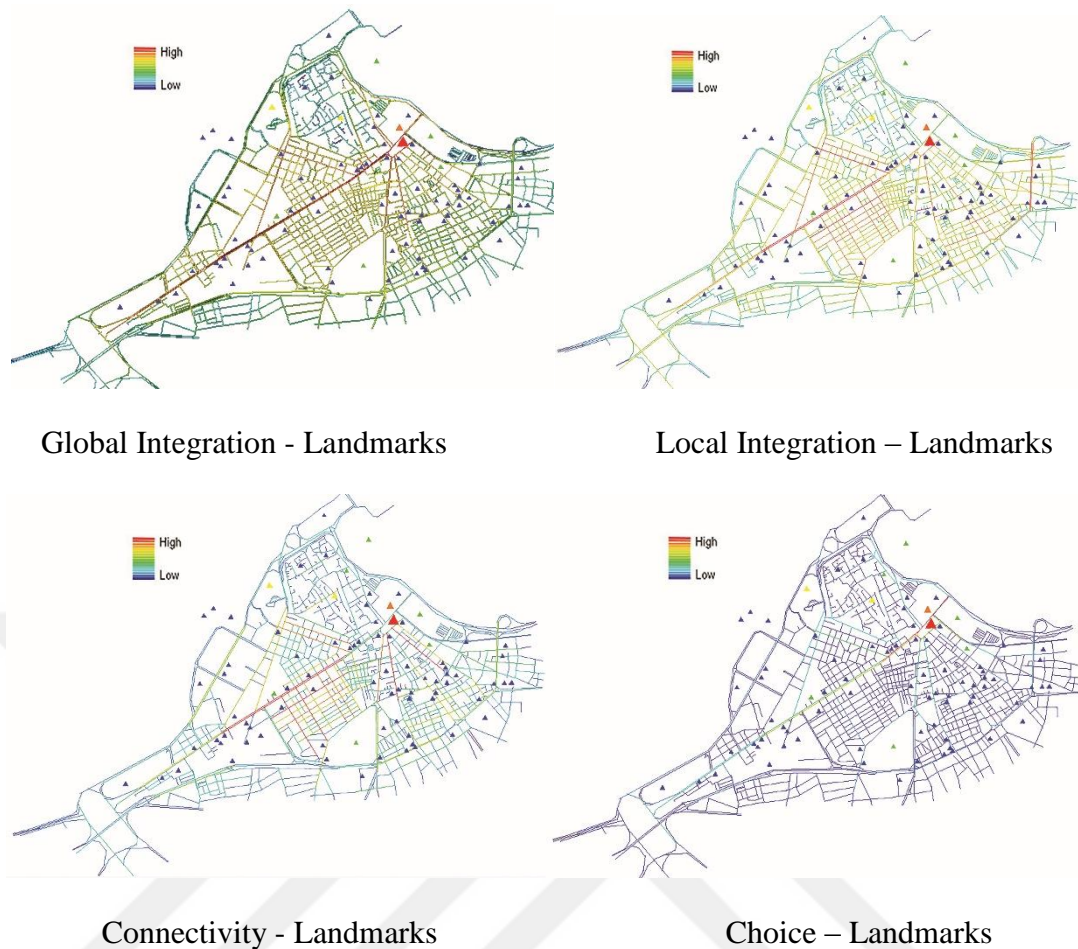 High
Low
High
Low
Global Integration - Landmarks
Local Integration – Landmarks
High
Low
High
Low
Connectivity - Landmarks
Choice – Landmarks